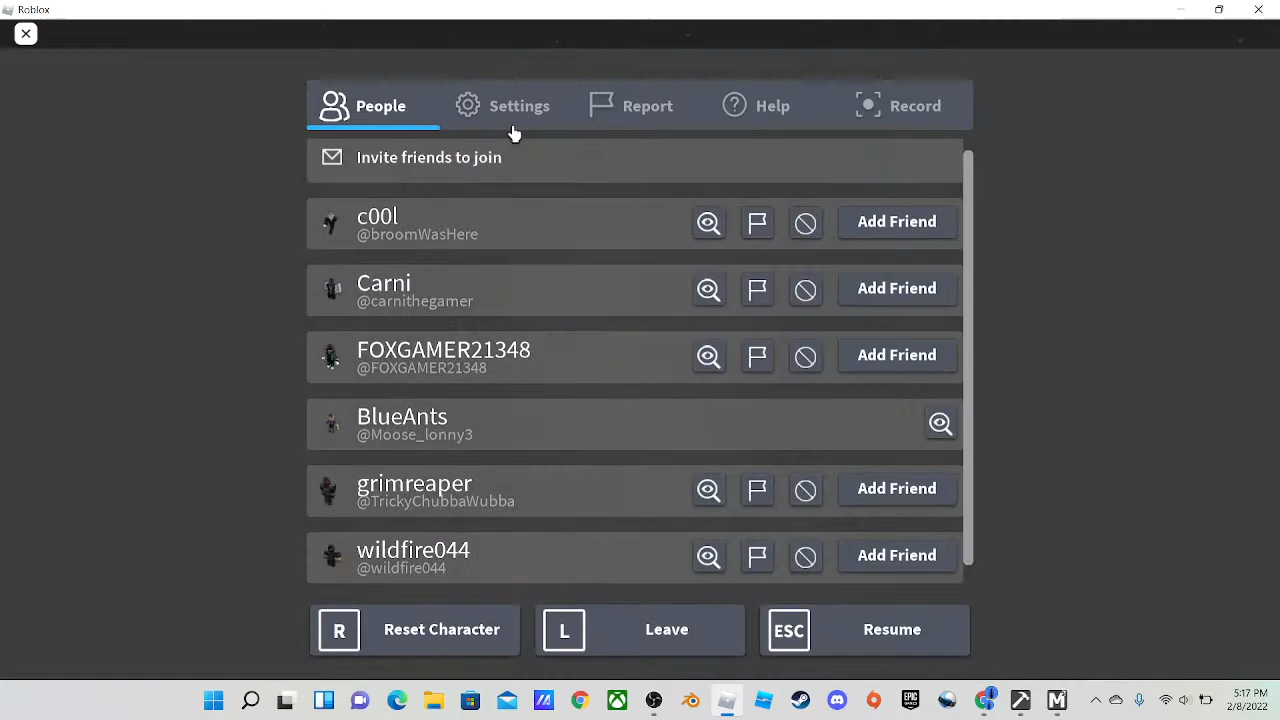 Roblox
People Settings Report Help Record
Invite friends to join
c00l
@broomWasHere
Add Friend
Carni
@carnithegamer
Add Friend
FOXGAMER21348
@FOXGAMER21348
Add Friend
BlueAnts
@Moose_lonny3
grimreaper
@TrickyChubbaWubba
Add Friend
wildfire044
@wildfire044
Add Friend
R Reset Character L Leave ESC Resume
EPIC GAMES
5:17 PM
2/8/2022